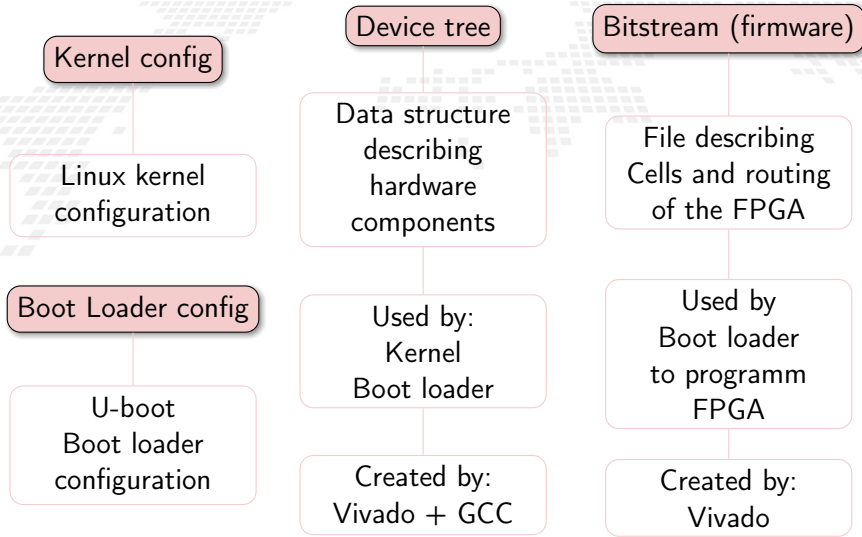 Kernel config
Linux kernel
configuration
Boot Loader config
U-boot
Boot loader
configuration
Device tree
Data structure
describing
hardware
components
Used by:
Kernel
Boot loader
Created by:
Vivado + GCC
Bitstream (firmware)
File describing
Cells and routing
of the FPGA
Used by
Boot loader
to programm
FPGA
Created by:
Vivado